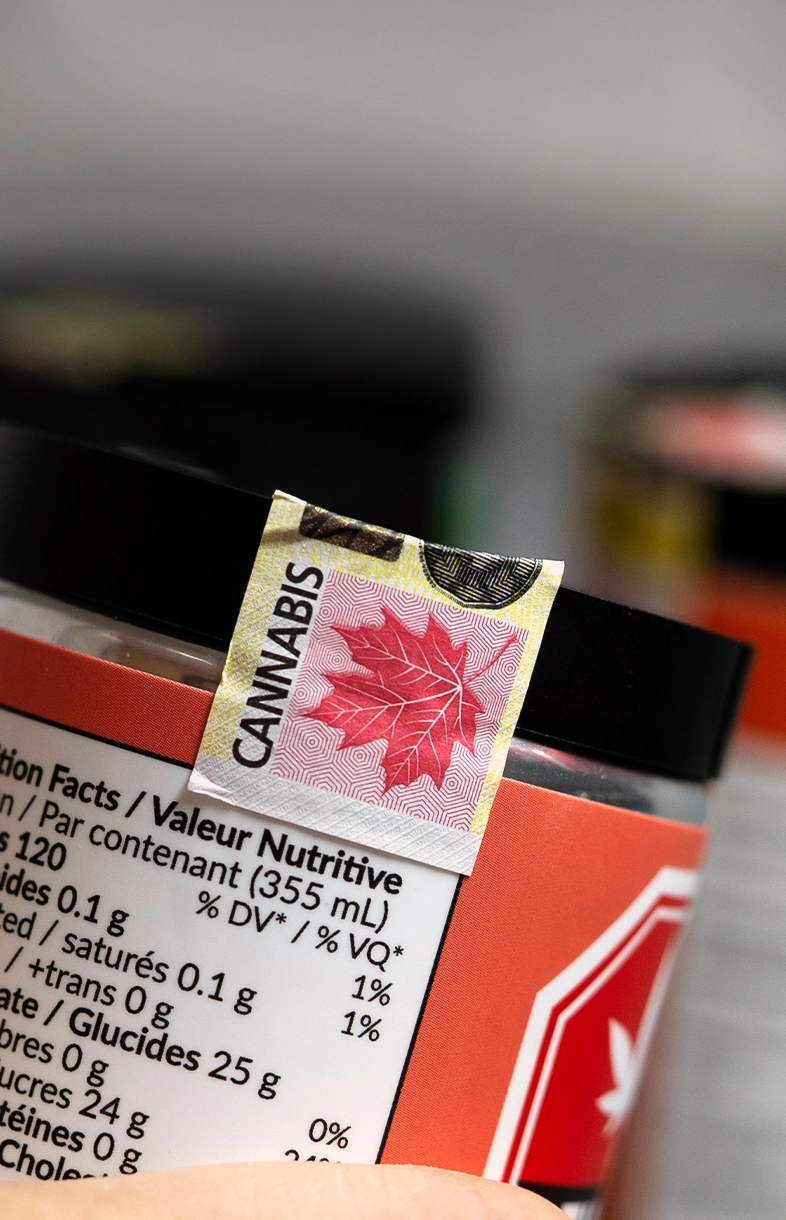 CANNABIS
tion Facts / Valeur Nutritive
n / Par contenant (355 mL)
s 120
% DV* / % VQ*
ides 0.1 g 1%
ted / saturés 0.1 g 1%
/ +trans 0 g
ate / Glucides 25 g
bres 0 g 0%
ucres 24 g
téines 0 g